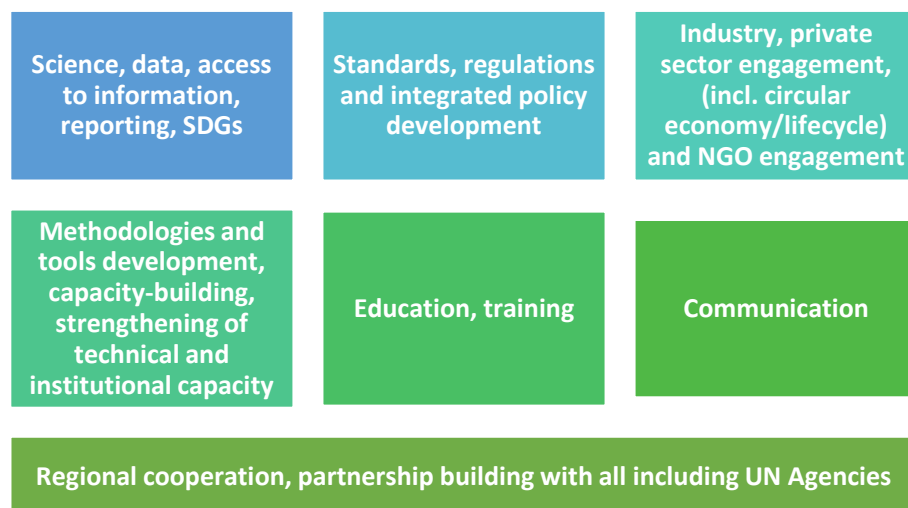 Science, data, access
to information,
reporting, SDGs
Standards, regulations
and integrated policy
development
Industry, private
sector engagement,
(incl. circular
economy/lifecycle)
and NGO engagement
Methodologies and
tools development,
capacity-building,
strengthening of
technical and
institutional capacity
Education, training
Communication
Regional cooperation, partnership building with all including UN Agencies